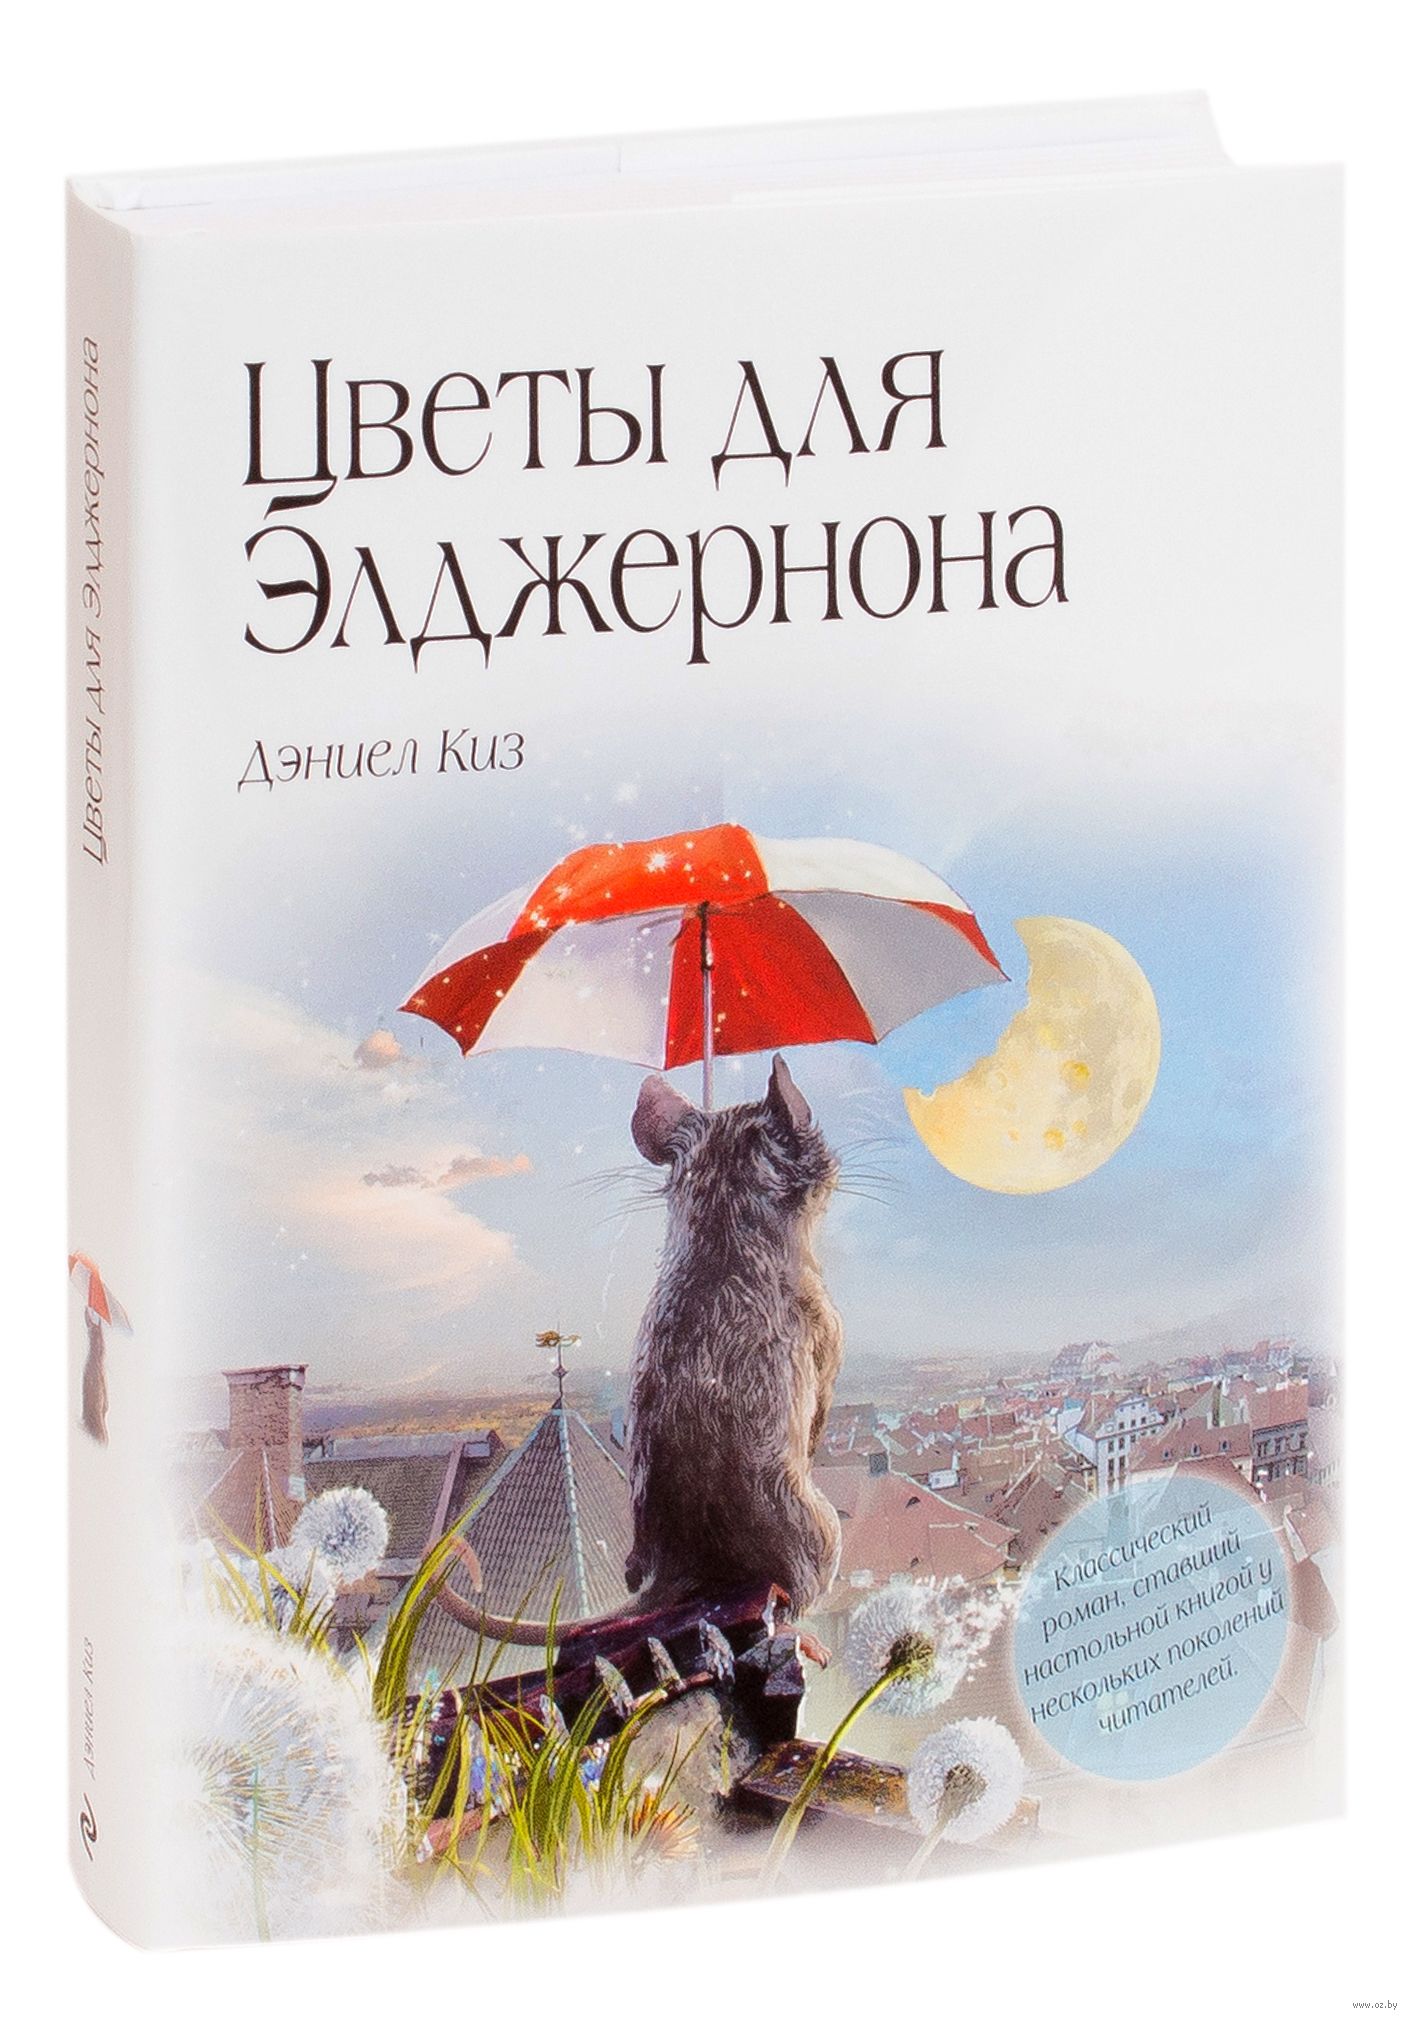 Цветы для Элджернона
Дэниел Киз
Цветы для
Элджернона
Дэниел Киз
Классический
роман, ставший
настольной книгой у
нескольких поколений
читателей.
www.oz.by